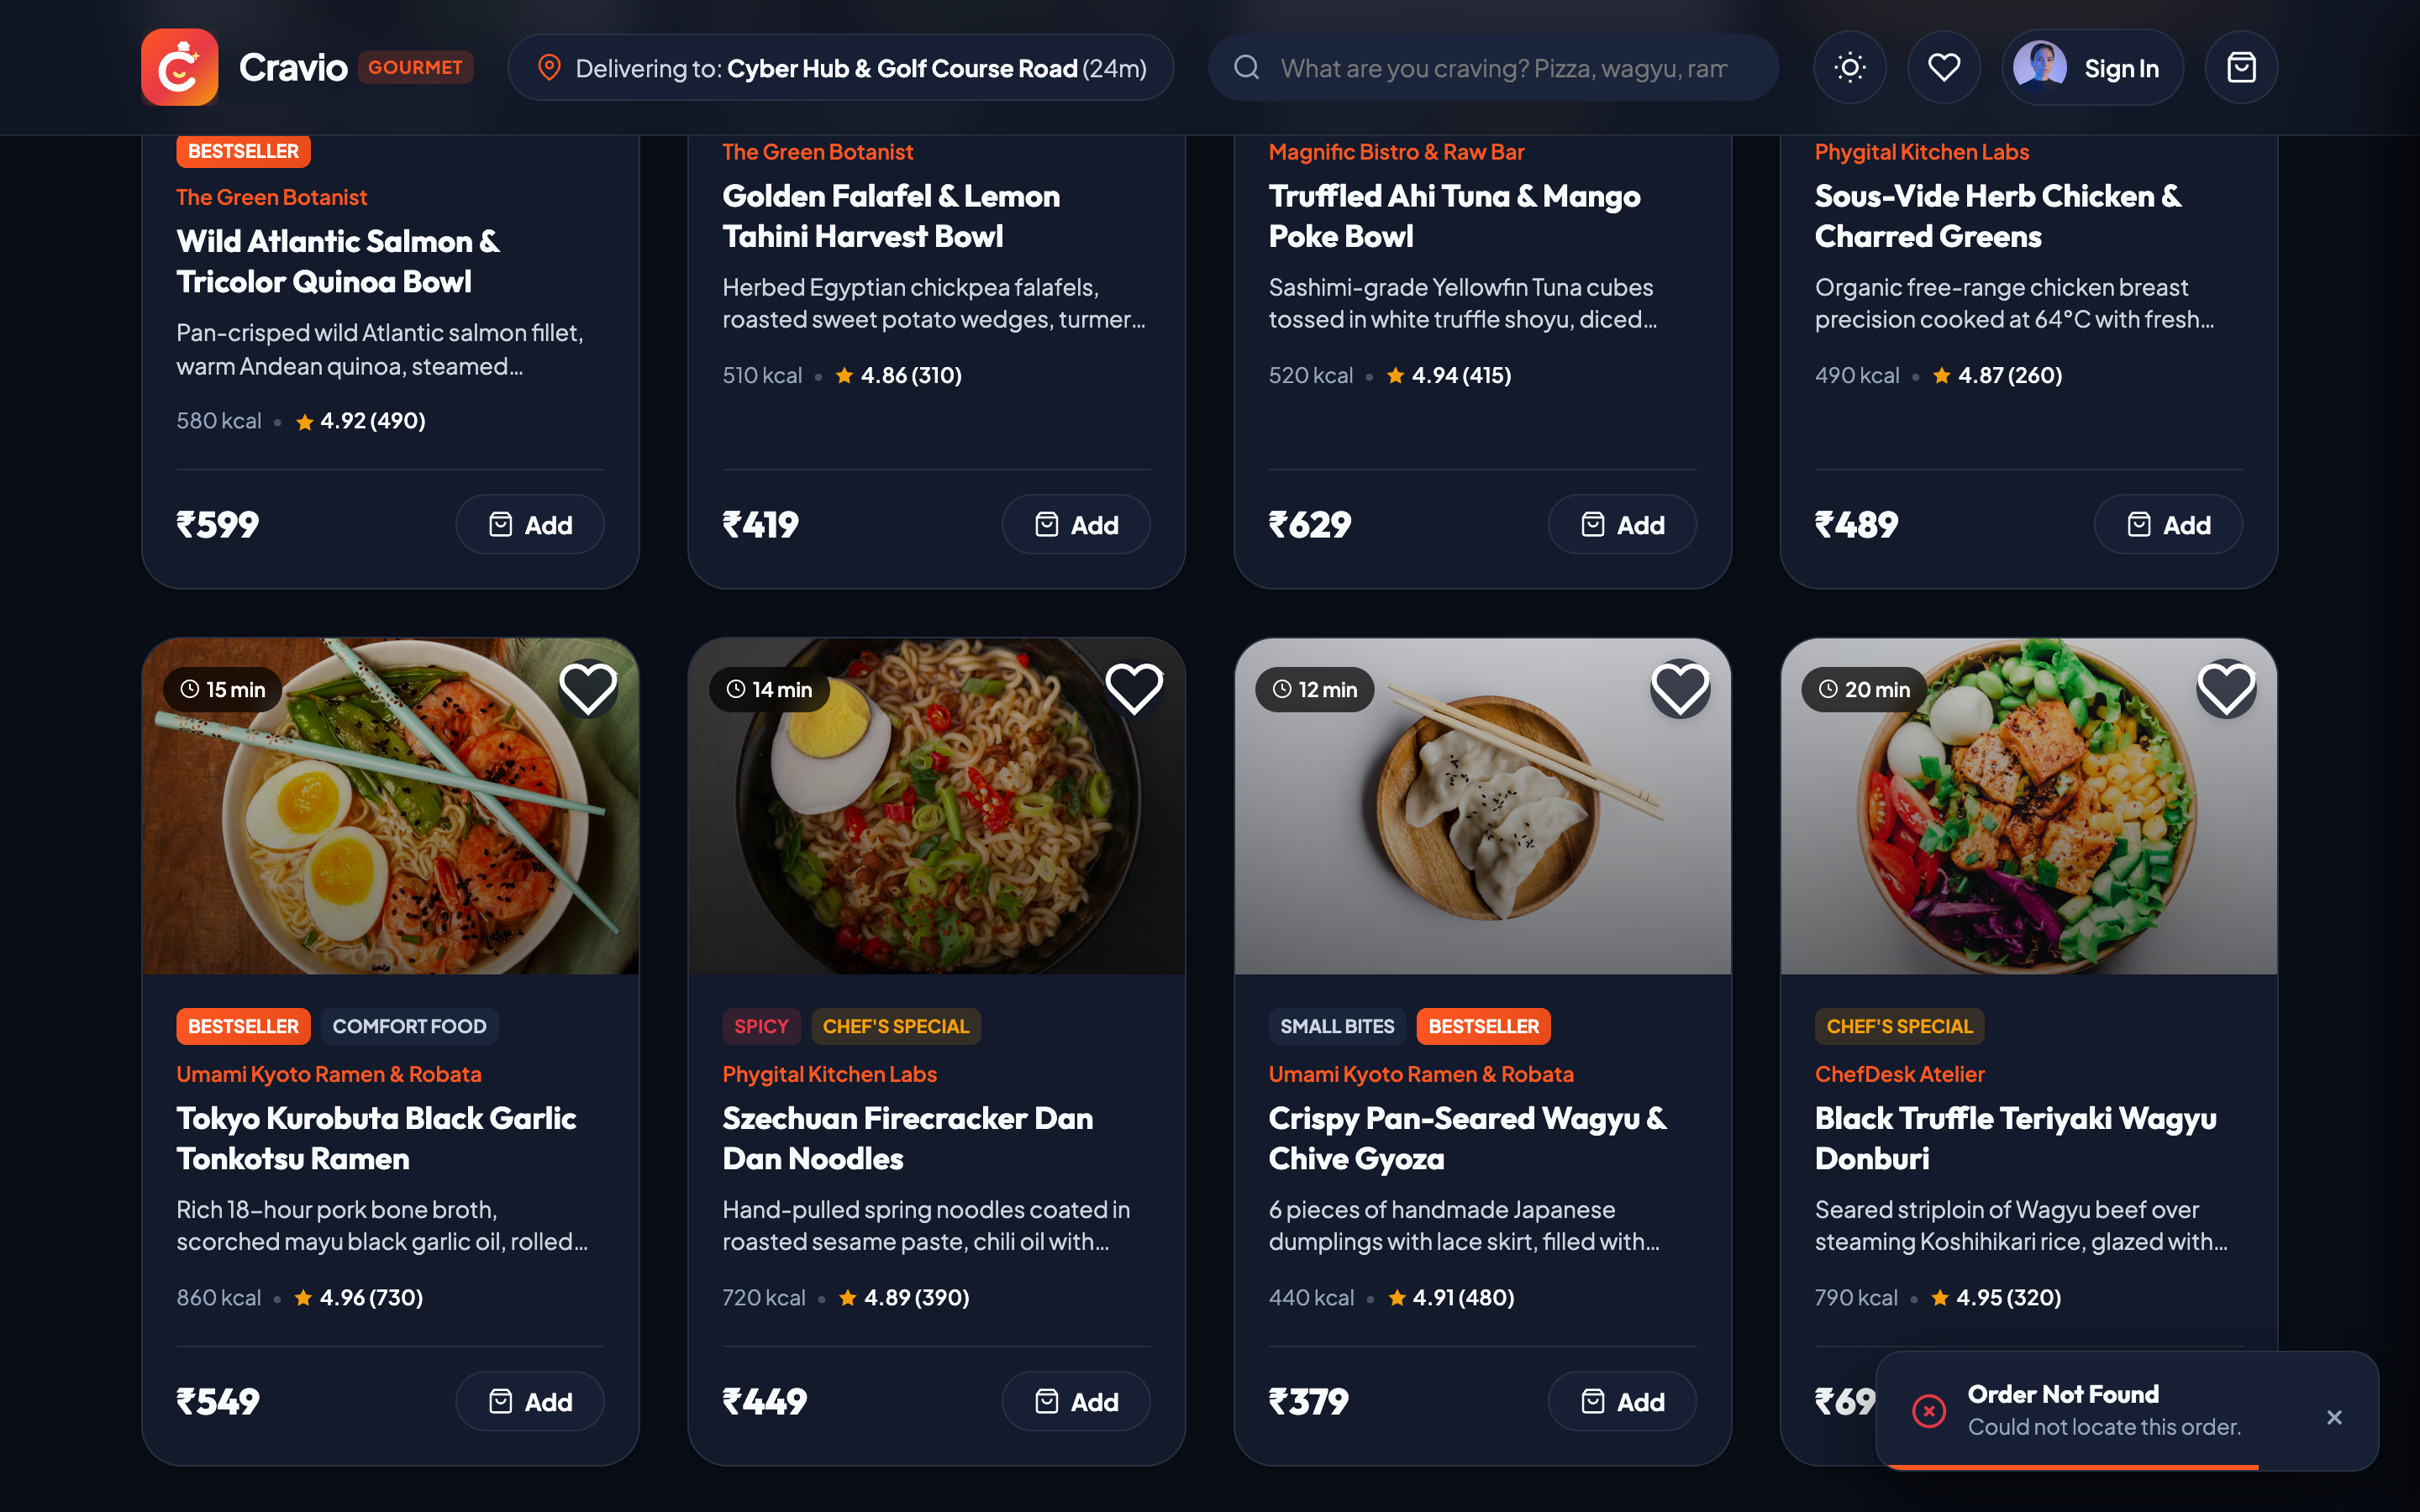 Cravio GOURMET
Delivering to: Cyber Hub & Golf Course Road (24m)
What are you craving? Pizza, wagyu, ram
Sign In
BESTSELLER
The Green Botanist
Wild Atlantic Salmon &
Tricolor Quinoa Bowl
Pan-crisped wild Atlantic salmon fillet,
warm Andean quinoa, steamed...
580 kcal • ★ 4.92 (490)
₹599
Add
The Green Botanist
Golden Falafel & Lemon
Tahini Harvest Bowl
Herbed Egyptian chickpea falafels,
roasted sweet potato wedges, turmer...
510 kcal • ★ 4.86 (310)
₹419
Add
Magnific Bistro & Raw Bar
Truffled Ahi Tuna & Mango
Poke Bowl
Sashimi-grade Yellowfin Tuna cubes
tossed in white truffle shoyu, diced...
520 kcal • ★ 4.94 (415)
₹629
Add
Phygital Kitchen Labs
Sous-Vide Herb Chicken &
Charred Greens
Organic free-range chicken breast
precision cooked at 64°C with fresh...
490 kcal • ★ 4.87 (260)
₹489
Add
15 min
BESTSELLER COMFORT FOOD
Umami Kyoto Ramen & Robata
Tokyo Kurobuta Black Garlic
Tonkotsu Ramen
Rich 18-hour pork bone broth,
scorched mayu black garlic oil, rolled...
860 kcal • ★ 4.96 (730)
₹549
Add
14 min
SPICY CHEF'S SPECIAL
Phygital Kitchen Labs
Szechuan Firecracker Dan
Dan Noodles
Hand-pulled spring noodles coated in
roasted sesame paste, chili oil with...
720 kcal • ★ 4.89 (390)
₹449
Add
12 min
SMALL BITES BESTSELLER
Umami Kyoto Ramen & Robata
Crispy Pan-Seared Wagyu &
Chive Gyoza
6 pieces of handmade Japanese
dumplings with lace skirt, filled with...
440 kcal • ★ 4.91 (480)
₹379
Add
20 min
CHEF'S SPECIAL
ChefDesk Atelier
Black Truffle Teriyaki Wagyu
Donburi
Seared striploin of Wagyu beef over
steaming Koshihikari rice, glazed with...
790 kcal • ★ 4.95 (320)
₹69
Order Not Found
Could not locate this order.